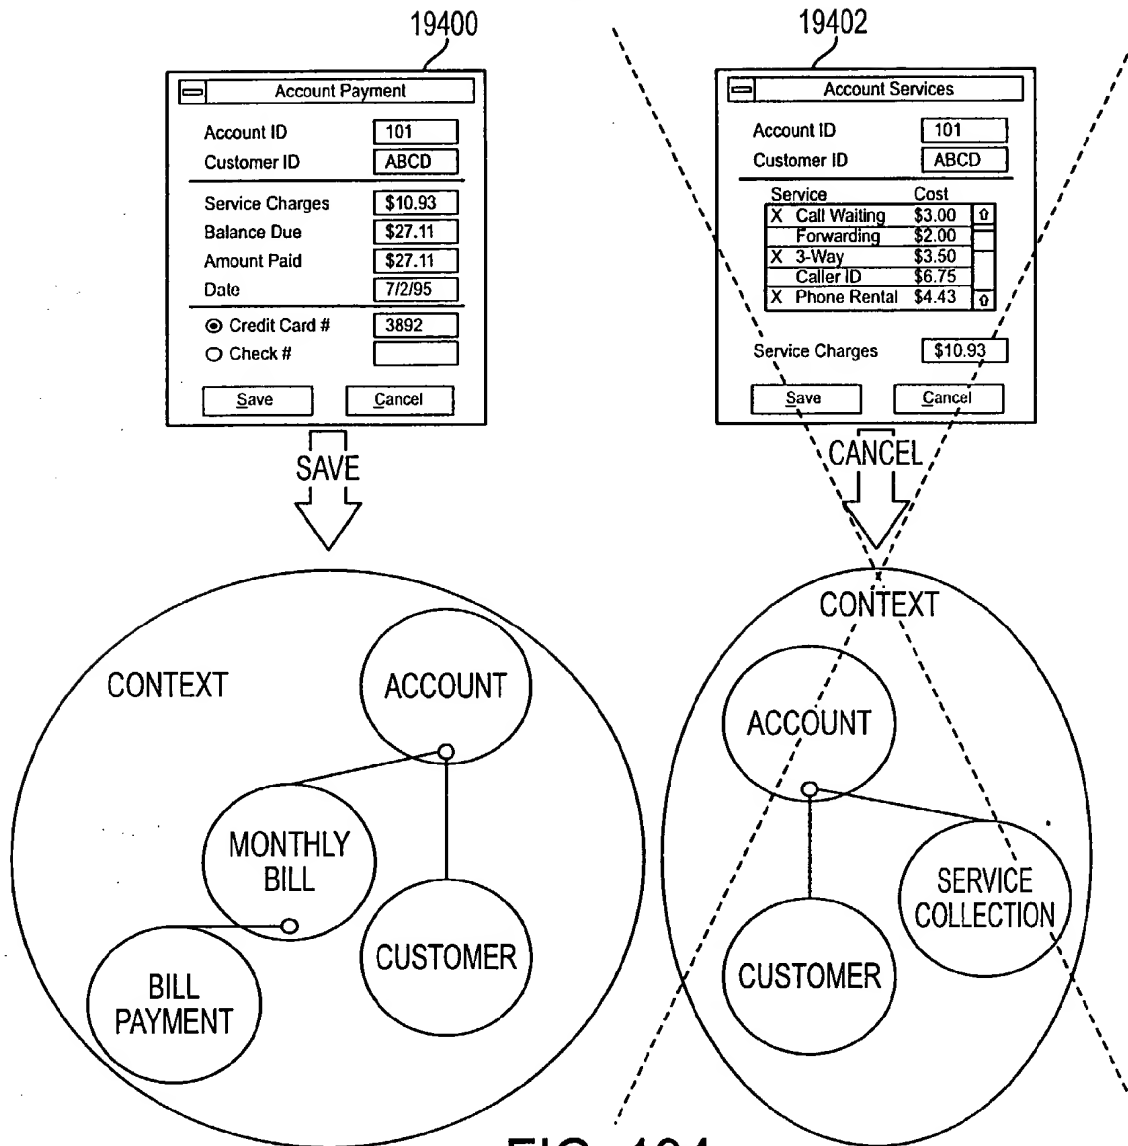 19400
Account Payment
Account ID 101
Customer ID ABCD
Service Charges $10.93
Balance Due $27.11
Amount Paid $27.11
Date 7/2/95
Credit Card # 3892
Check #
Save Cancel
SAVE
CONTEXT
ACCOUNT
MONTHLY
BILL
CUSTOMER
BILL
PAYMENT
19402
Account Services
Account ID 101
Customer ID ABCD
Service Cost
X Call Waiting $3.00
Forwarding $2.00
X 3-Way $3.50
Caller ID $6.75
X Phone Rental $4.43
Service Charges $10.93
Save Cancel
CANCEL
CONTEXT
ACCOUNT
SERVICE
COLLECTION
CUSTOMER